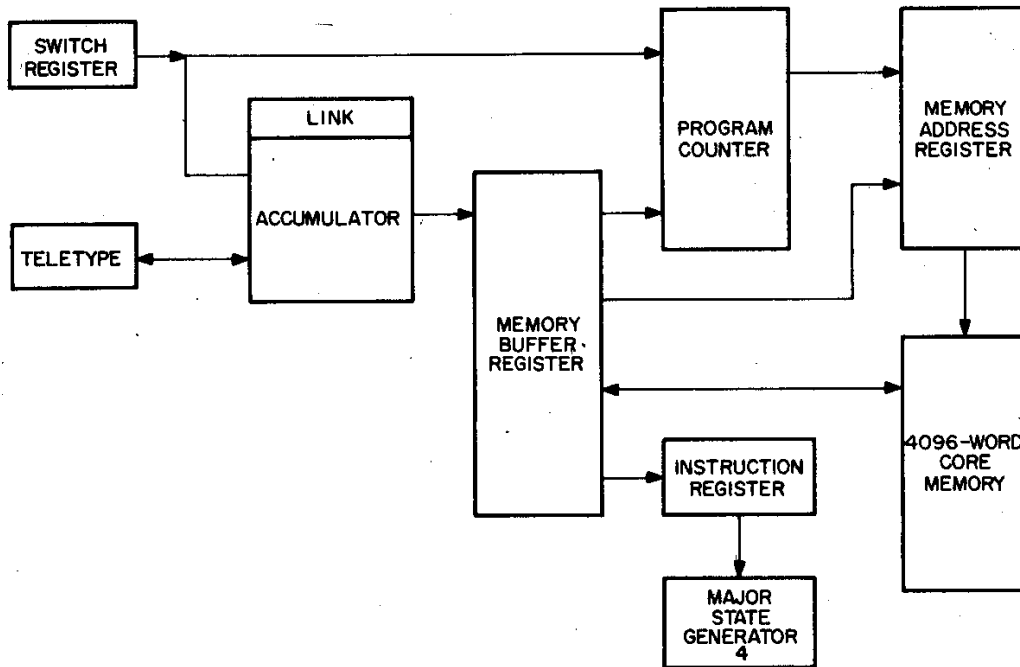 SWITCH
REGISTER
LINK
ACCUMULATOR
TELETYPE
PROGRAM
COUNTER
MEMORY
ADDRESS
REGISTER
MEMORY
BUFFER
REGISTER
4096-WORD
CORE
MEMORY
INSTRUCTION
REGISTER
MAJOR
STATE
GENERATOR
4